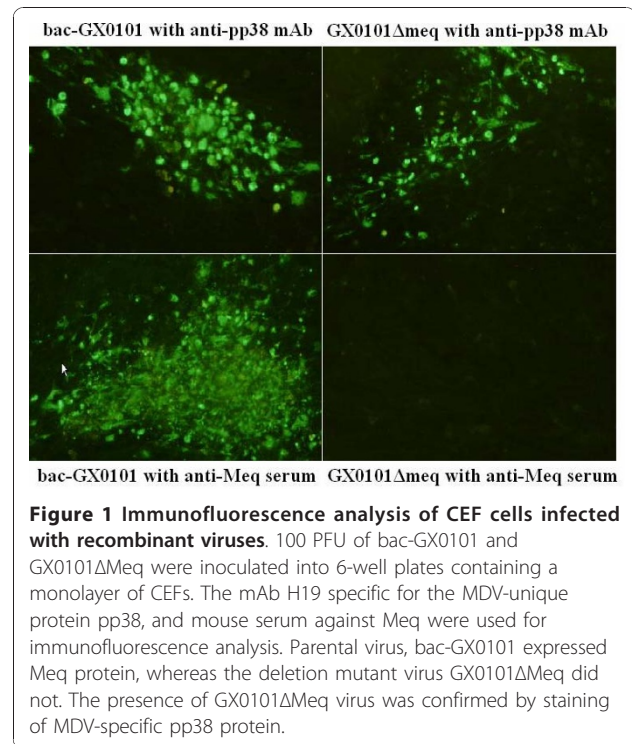 bac-GX0101 with anti-pp38 mAb GX0101Δmeq with anti-pp38 mAb
bac-GX0101 with anti-Meq serum GX0101Δmeq with anti-Meq serum
Figure 1 Immunofluorescence analysis of CEF cells infected
with recombinant viruses. 100 PFU of bac-GX0101 and
GX0101ΔMeq were inoculated into 6-well plates containing a
monolayer of CEFs. The mAb H19 specific for the MDV-unique
protein pp38, and mouse serum against Meq were used for
immunofluorescence analysis. Parental virus, bac-GX0101 expressed
Meq protein, whereas the deletion mutant virus GX0101ΔMeq did
not. The presence of GX0101ΔMeq virus was confirmed by staining
of MDV-specific pp38 protein.